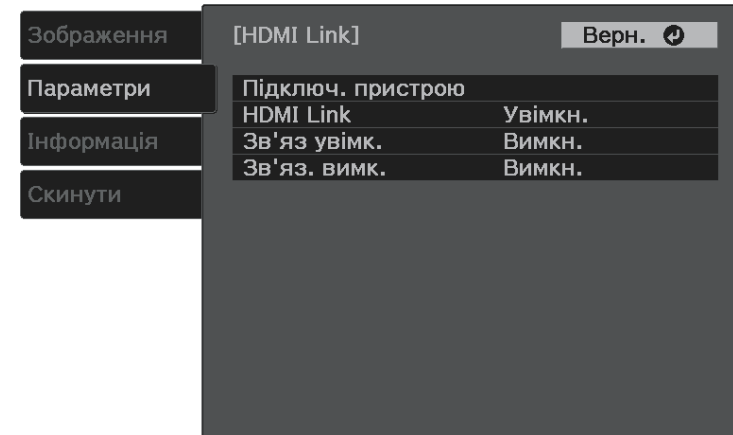 Зображення
Параметри
Інформація
Скинути
[HDMI Link]
Верн.
Підключ. пристрою
HDMI Link Увімкн.
Зв'яз увімк. Вимкн.
Зв'яз. вимк. Вимкн.